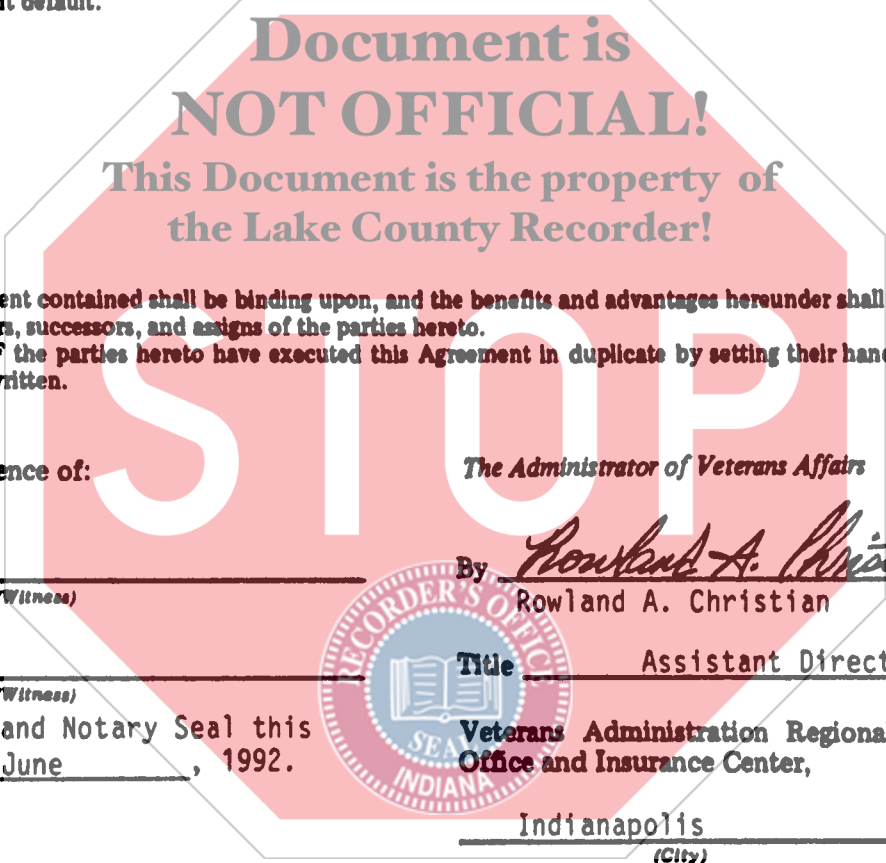 t default.
Document is
NOT OFFICIAL!
This Document is the property of
the Lake County Recorder!
ent contained shall be binding upon, and the benefits and advantages hereunder shall
s, successors, and assigns of the parties hereto.
f the parties hereto have executed this Agreement in duplicate by setting their hand
ritten.
STOP
ence of:
The Administrator of Veterans Affairs
By Rowland A. Chris
(Witness)
Rowland A. Christian
Title Assistant Direct
(Witness)
and Notary Seal this
June, 1992.
Veterans Administration Regiona
Office and Insurance Center,
RECORDER'S OFFICE
SEAL
INDIANA
Indianapolis
(City)